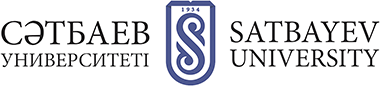 СӘТБАЕВ
УНИВЕРСИТЕТІ
1934
SATBAYEV
UNIVERSITY